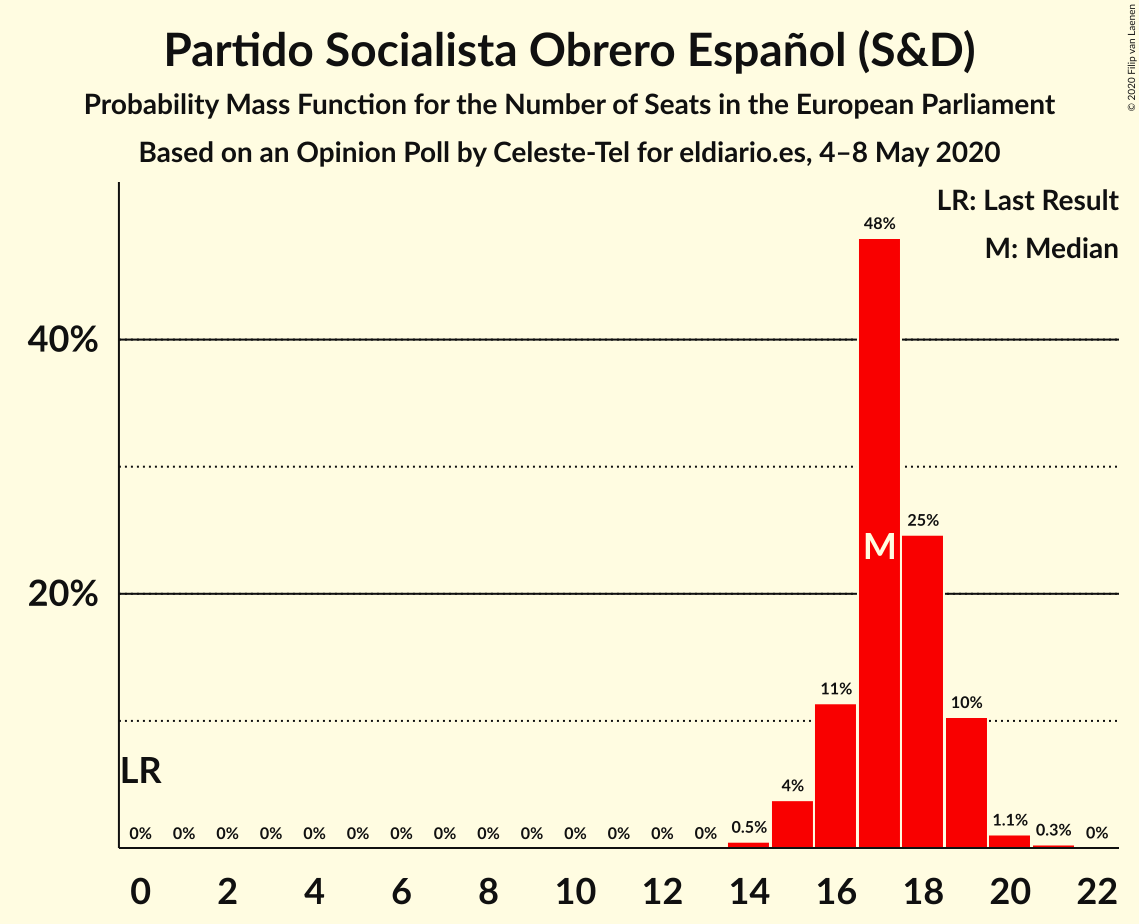 Partido Socialista Obrero Español (S&D)
Probability Mass Function for the Number of Seats in the European Parliament
Based on an Opinion Poll by Celeste-Tel for eldiario.es, 4–8 May 2020
© 2020 Filip van Laenen
LR: Last Result
M: Median
48%
40%
25%
M
20%
11%
10%
LR
4%
0% 0% 0% 0% 0% 0% 0% 0% 0% 0% 0% 0% 0% 0% 0.5% 1.1% 0.3% 0%
0 2 4 6 8 10 12 14 16 18 20 22